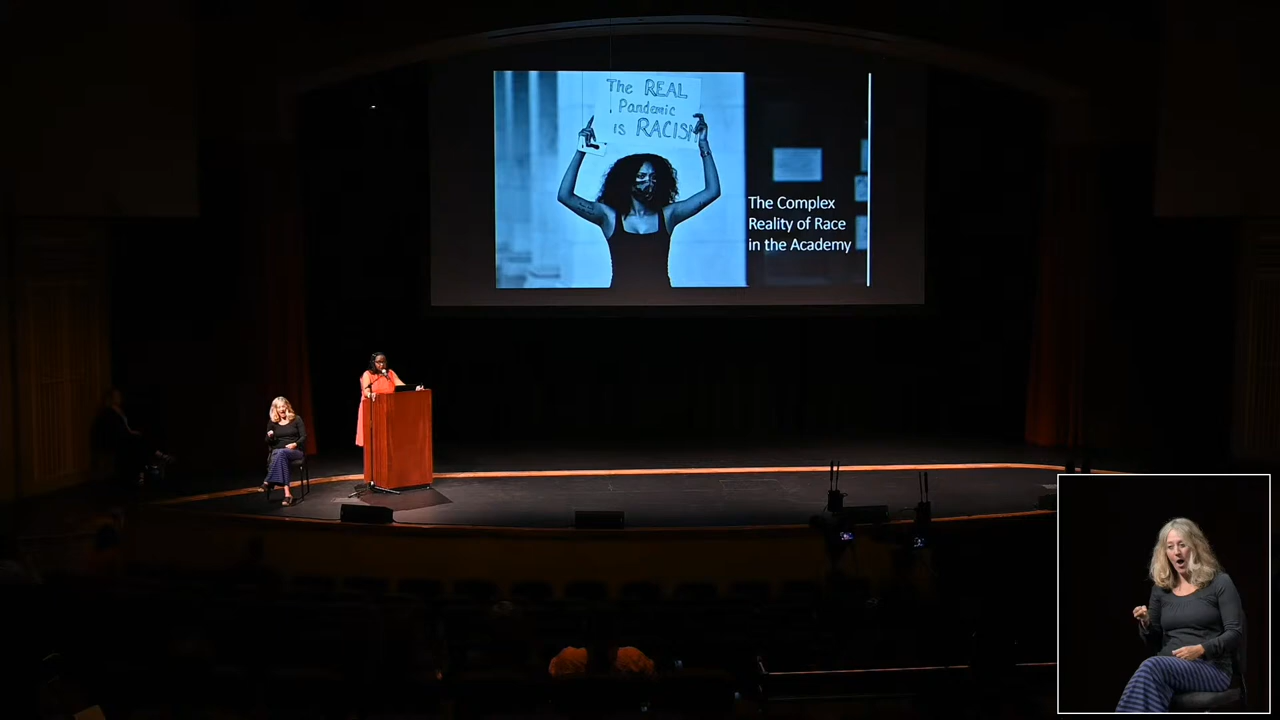 The REAL
Pandemic
is RACISM
The Complex
Reality of Race
in the Academy